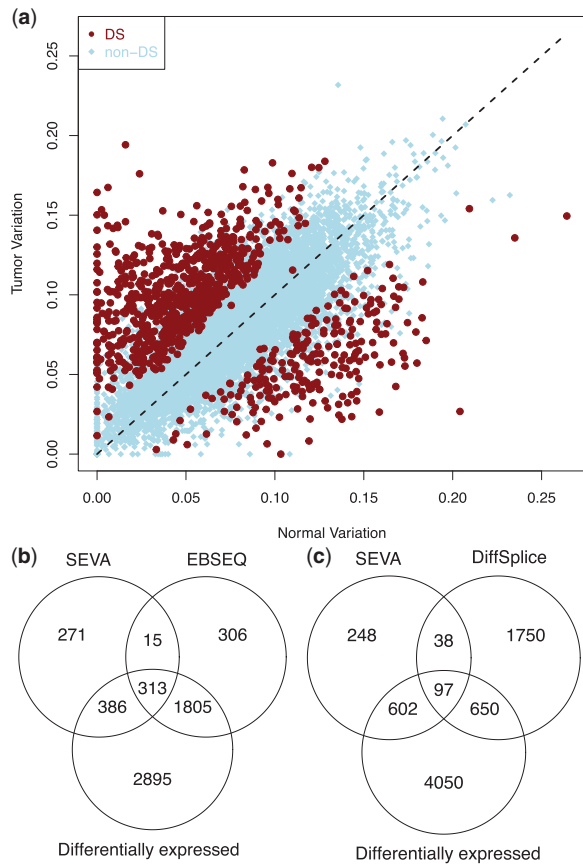 (a)
DS
non−DS
Tumor Variation
0.25
0.20
0.15
0.10
0.05
0.00
0.00 0.05 0.10 0.15 0.20 0.25
Normal Variation
(b)
SEVA EBSEQ
271 15 306
313
386 1805
2895
Differentially expressed
(c)
SEVA DiffSplice
248 38 1750
97
602 650
4050
Differentially expressed